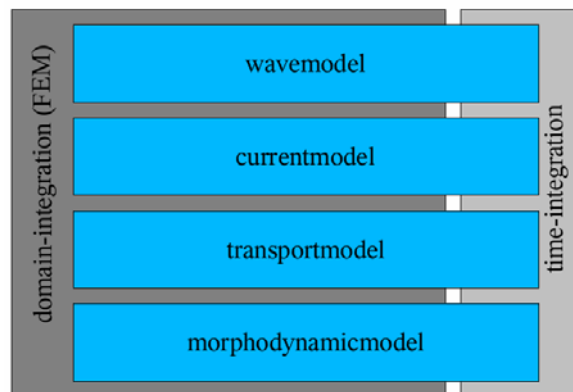 domain-integration (FEM)
wavemodel
currentmodel
transportmodel
morphodynamicmodel
time-integration